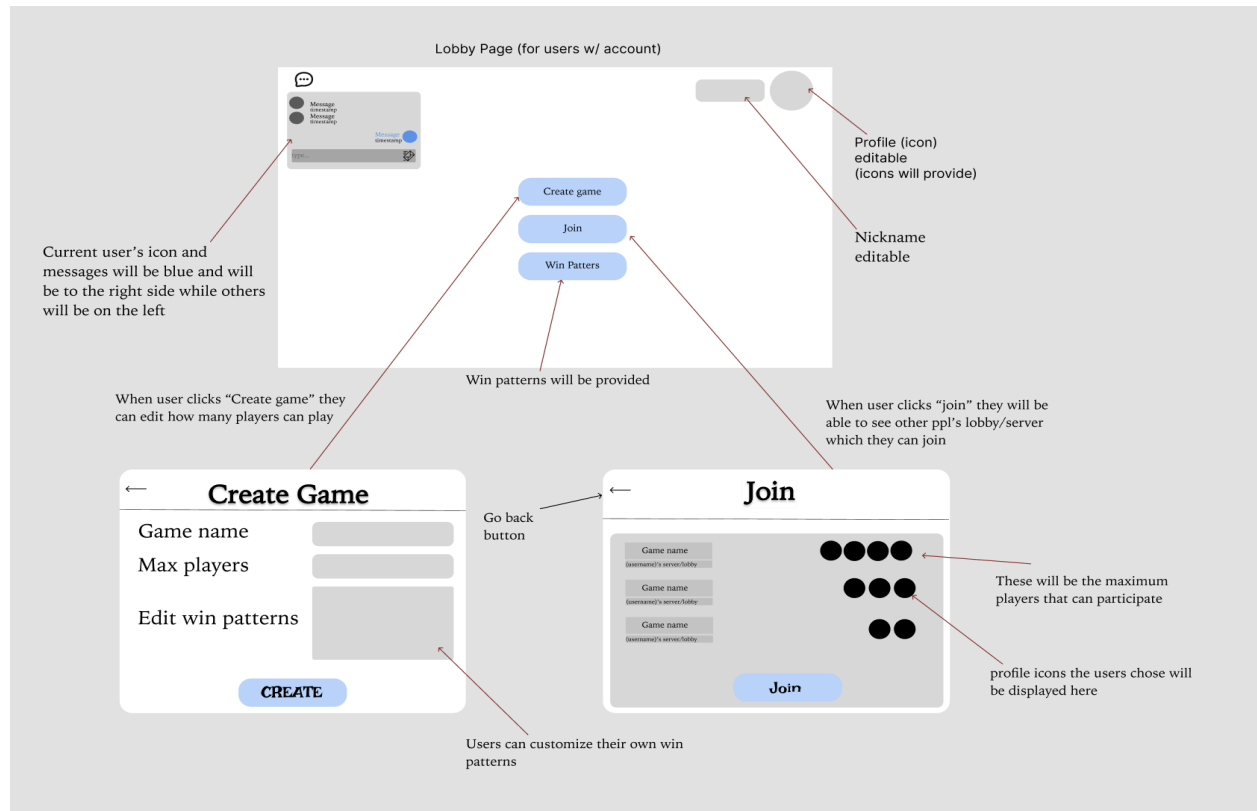 Lobby Page (for users w/ account)
Message
timestamp
Message
timestamp
Message
timestamp
type...
Profile (icon)
editable
(icons will provide)
Nickname
editable
Create game
Join
Win Patters
Current user's icon and
messages will be blue and will
be to the right side while others
will be on the left
Win patterns will be provided
When user clicks "Create game" they
can edit how many players can play
When user clicks "join" they will be
able to see other ppl's lobby/server
which they can join
Create Game
Game name
Max players
Edit win patterns
CREATE
Users can customize their own win
patterns
Go back
button
Join
Game name
(username)'s server/lobby
Game name
(username)'s server/lobby
Game name
(username)'s server/lobby
Join
These will be the maximum
players that can participate
profile icons the users chose will
be displayed here